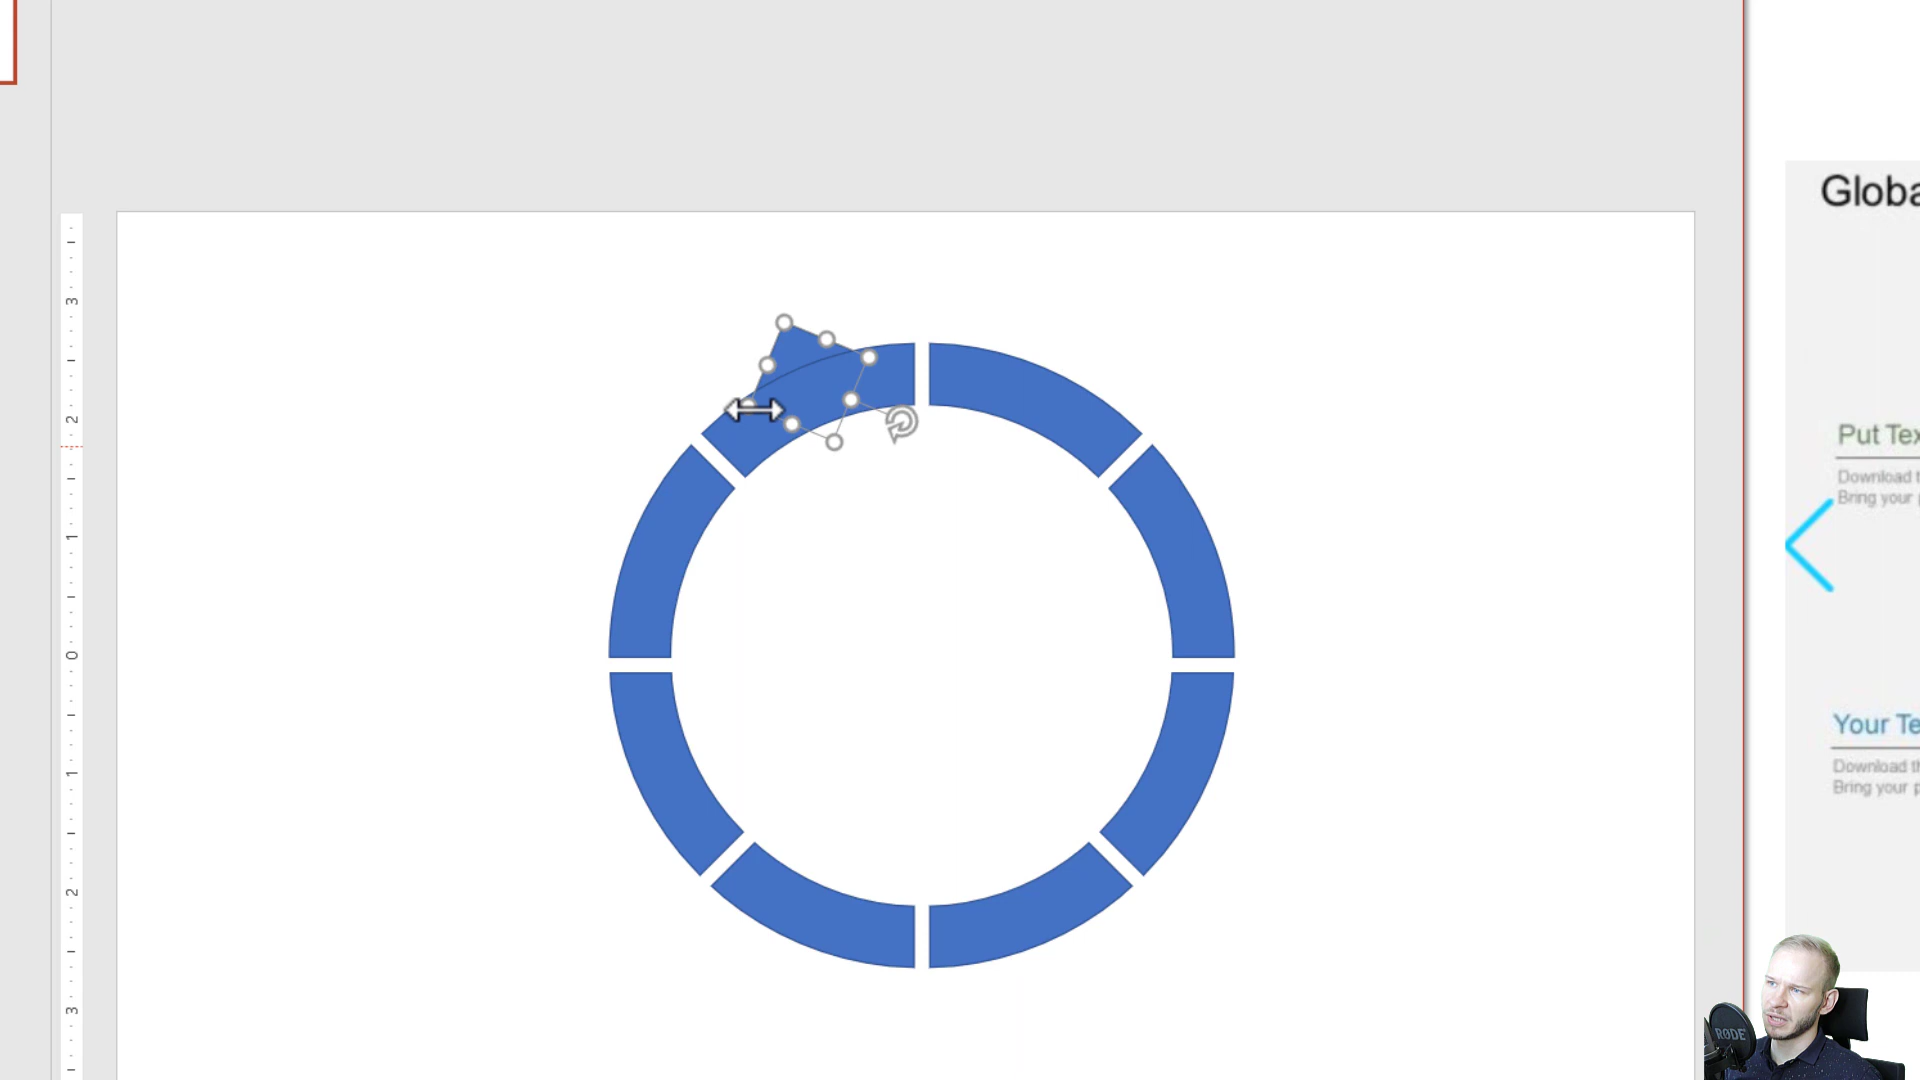 3
2
1
0
1
2
3
Globa
Put Tex
Download t
Bring your p
Your Te
Download th
Bring your p
RØDE